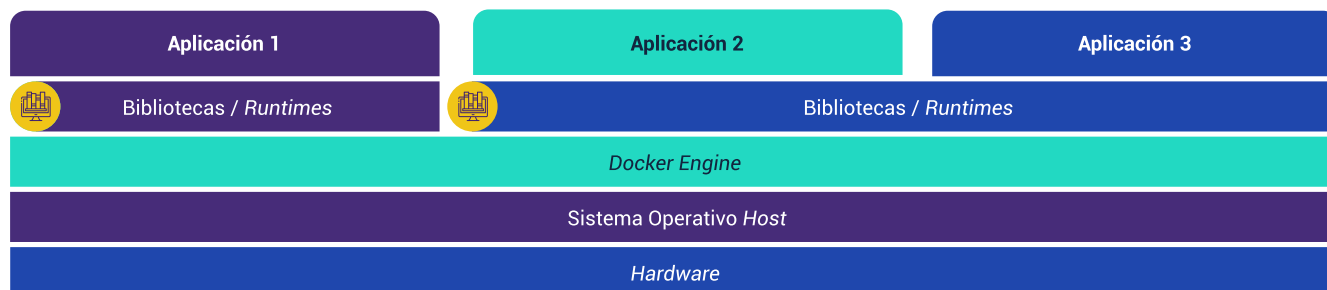 Aplicación 1
Aplicación 2
Aplicación 3
Bibliotecas / Runtimes
Bibliotecas / Runtimes
Docker Engine
Sistema Operativo Host
Hardware